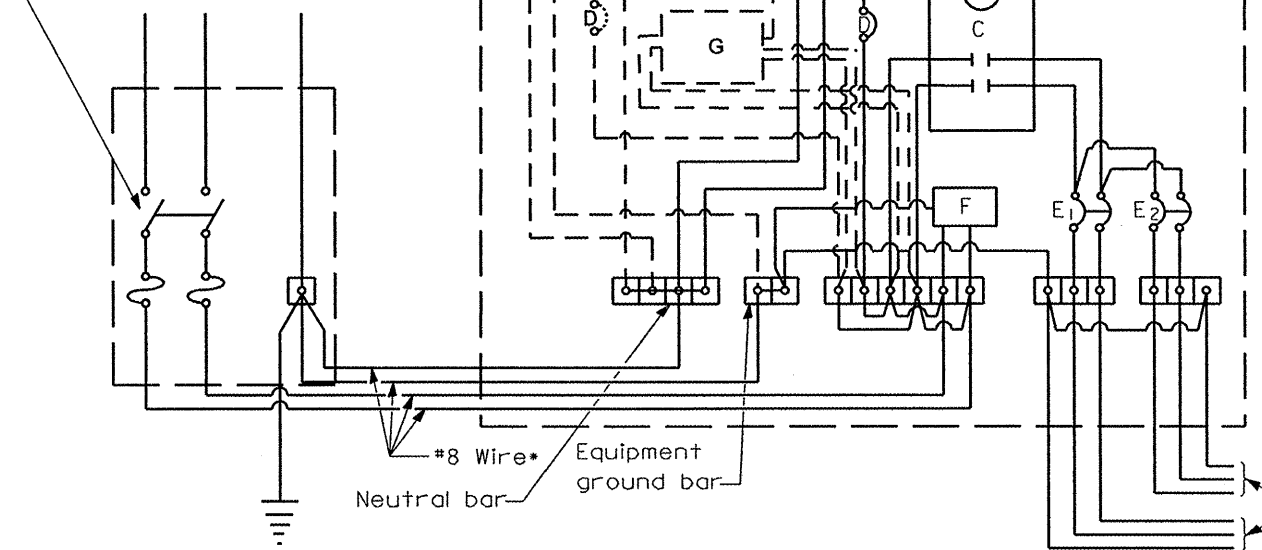 D
G
D
C
F
E1
E2
#8 Wire*
Equipment
ground bar
Neutral bar